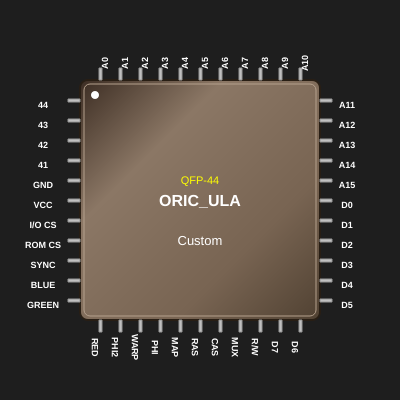 A0
A1
A2
A3
A4
A5
A6
A7
A8
A9
A10
44
43
42
41
GND
VCC
I/O CS
ROM CS
SYNC
BLUE
GREEN
QFP-44
ORIC_ULA
Custom
A11
A12
A13
A14
A15
D0
D1
D2
D3
D4
D5
RED
PHI2
WARP
PHI
MAP
RAS
CAS
MUX
R/W
D7
D6